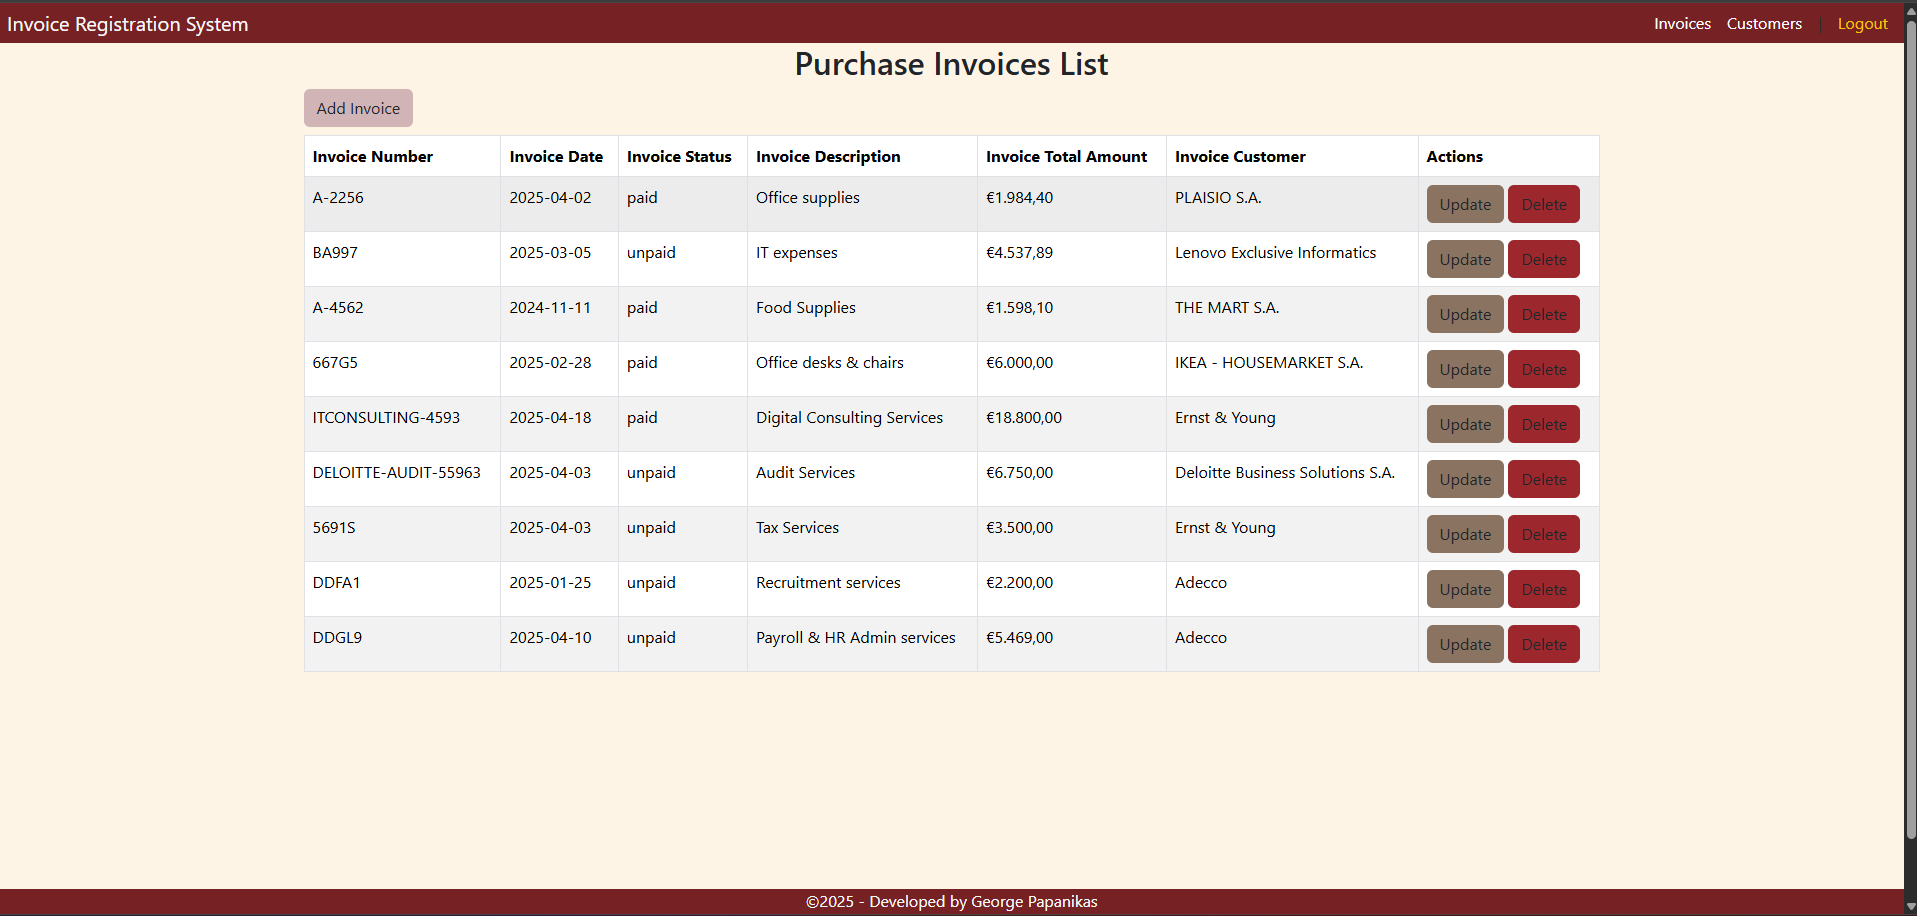 Invoice Registration System Invoices Customers | Logout
Purchase Invoices List
Add Invoice
Invoice Number Invoice Date Invoice Status Invoice Description Invoice Total Amount Invoice Customer Actions
A-2256 2025-04-02 paid Office supplies €1.984,40 PLAISIO S.A. Update Delete
BA997 2025-03-05 unpaid IT expenses €4.537,89 Lenovo Exclusive Informatics Update Delete
A-4562 2024-11-11 paid Food Supplies €1.598,10 THE MART S.A. Update Delete
667G5 2025-02-28 paid Office desks & chairs €6.000,00 IKEA - HOUSEMARKET S.A. Update Delete
ITCONSULTING-4593 2025-04-18 paid Digital Consulting Services €18.800,00 Ernst & Young Update Delete
DELOITTE-AUDIT-55963 2025-04-03 unpaid Audit Services €6.750,00 Deloitte Business Solutions S.A. Update Delete
5691S 2025-04-03 unpaid Tax Services €3.500,00 Ernst & Young Update Delete
DDFA1 2025-01-25 unpaid Recruitment services €2.200,00 Adecco Update Delete
DDGL9 2025-04-10 unpaid Payroll & HR Admin services €5.469,00 Adecco Update Delete
©2025 - Developed by George Papanikas